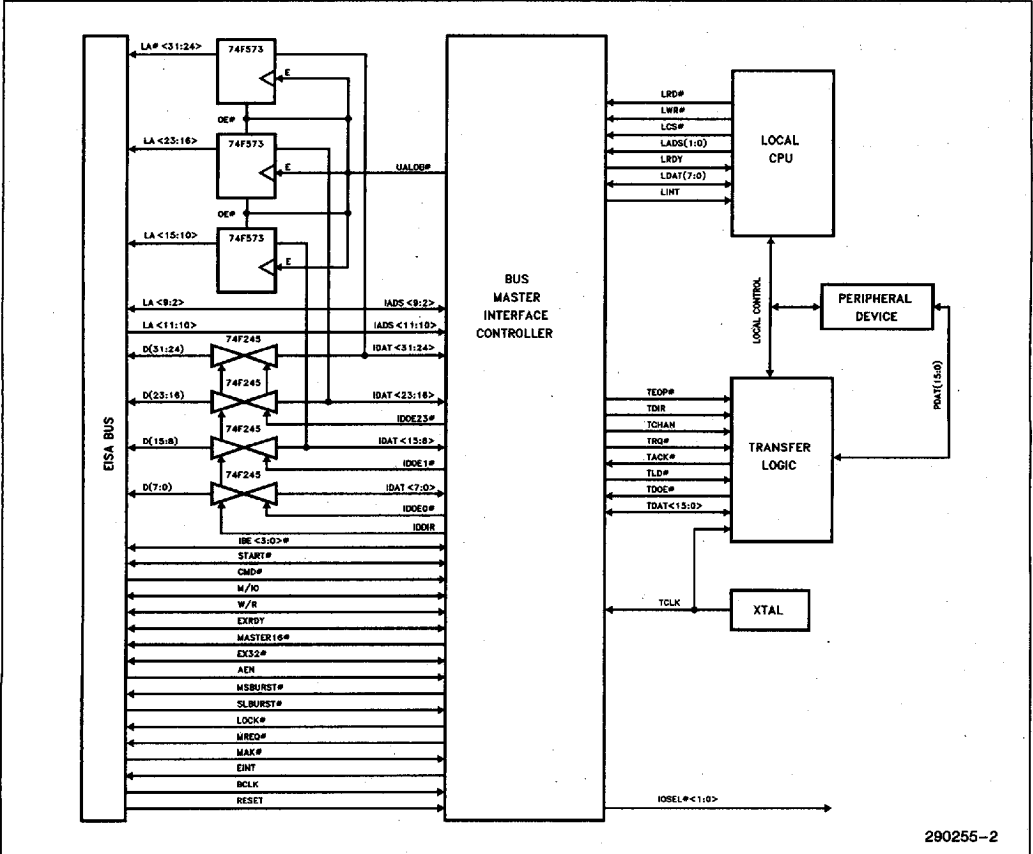 LA# <31:24>
74F573
E
OE#
LA <23:16>
74F573
E
UALOB#
OE#
LA <15:10>
74F573
E
LA <9:2>
IADS <9:2>
LA <11:10>
IADS <11:10>
74F245
D(31:24)
IDAT <31:24>
74F245
D(23:16)
IDAT <23:16>
IDOE23#
74F245
D(15:8)
IDAT <15:8>
IDOE1#
74F245
D(7:0)
IDAT <7:0>
IDOE0#
IDDIR
IBE <3:0>#
START#
CMD#
M/IO
W/R
EXRDY
MASTER16#
EX32#
AEN
MSBURST#
SLBURST#
LOCK#
MREQ#
MAK#
EINT
BCLK
RESET
EISA BUS
BUS
MASTER
INTERFACE
CONTROLLER
LRD#
LWR#
LCS#
LADS(1:0)
LRDY
LDAT(7:0)
LINT
LOCAL
CPU
LOCAL CONTROL
PERIPHERAL
DEVICE
PDAT(15:0)
TEOP#
TDIR
TCHAN
TRQ#
TACK#
TLD#
TDOE#
TDAT<15:0>
TRANSFER
LOGIC
TCLK
XTAL
IOSEL#<1:0>
290255-2